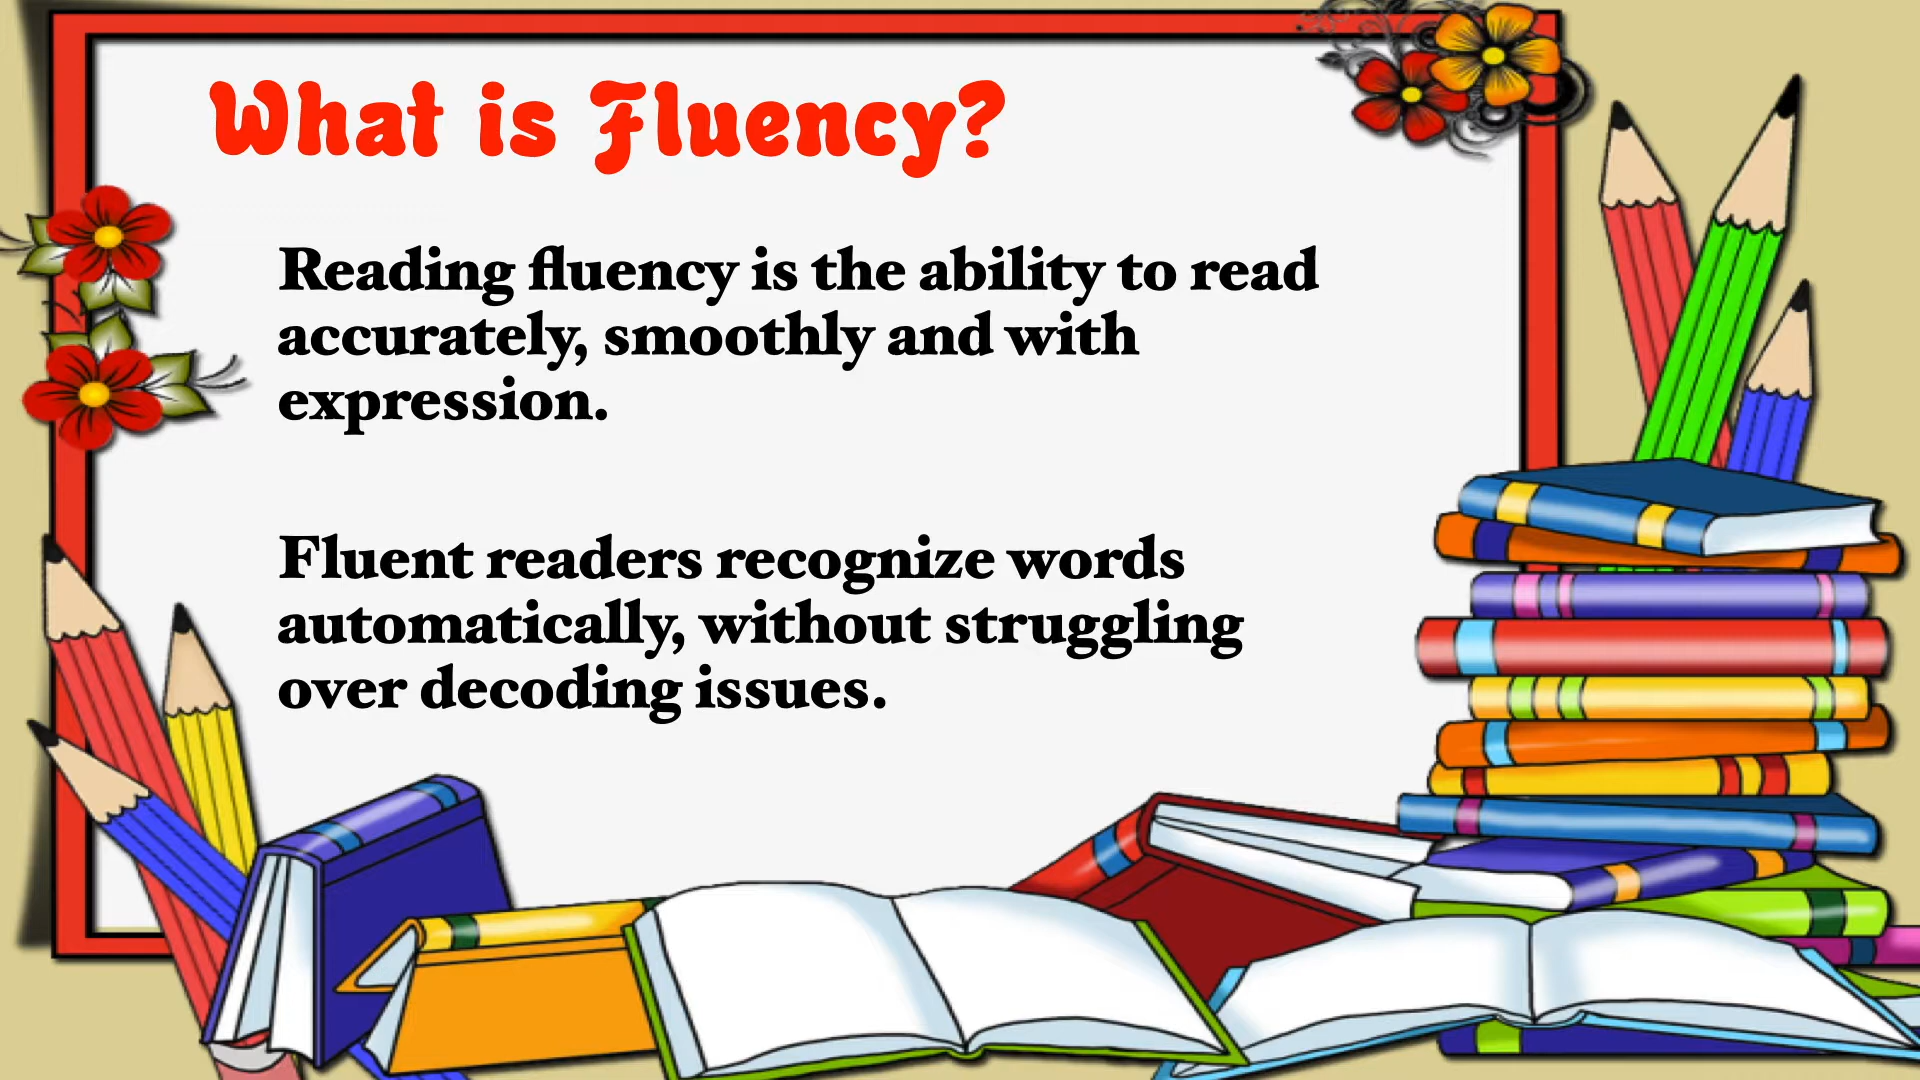 What is Fluency?
Reading fluency is the ability to read
accurately, smoothly and with
expression.
Fluent readers recognize words
automatically, without struggling
over decoding issues.